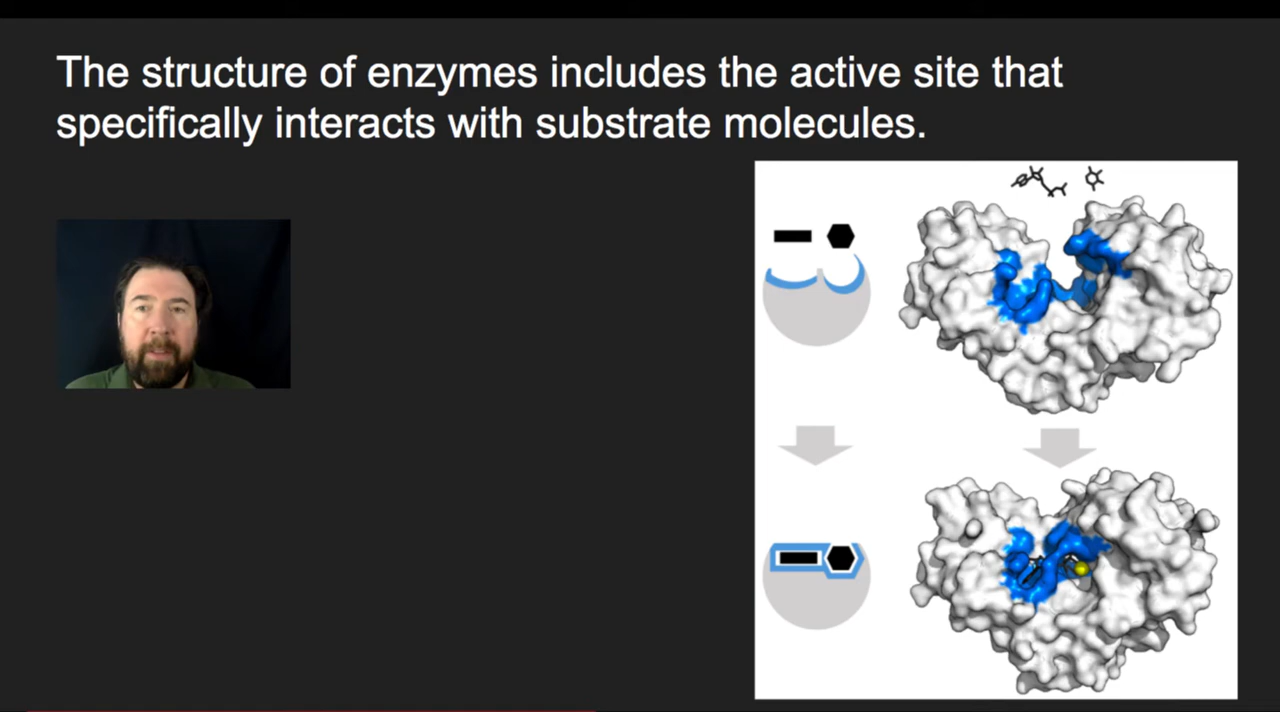 The structure of enzymes includes the active site that
specifically interacts with substrate molecules.